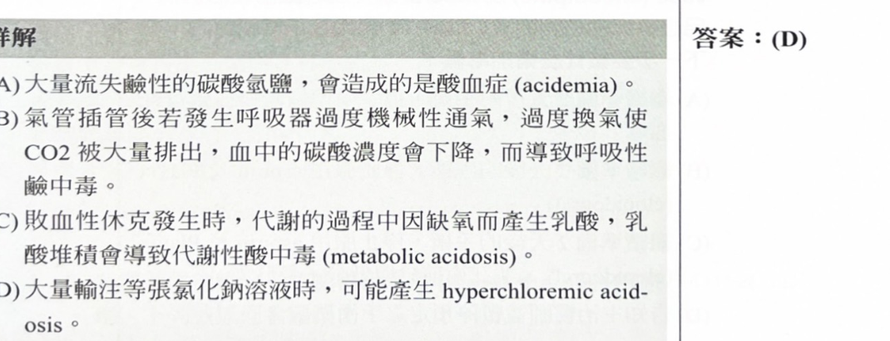 詳解
A) 大量流失鹼性的碳酸氫鹽，會造成的是酸血症 (acidemia)。
B) 氣管插管後若發生呼吸器過度機械性通氣，過度換氣使
CO2 被大量排出，血中的碳酸濃度會下降，而導致呼吸性
鹼中毒。
C) 敗血性休克發生時，代謝的過程中因缺氧而產生乳酸，乳
酸堆積會導致代謝性酸中毒 (metabolic acidosis)。
D) 大量輸注等張氯化鈉溶液時，可能產生 hyperchloremic acid-
osis。
答案：(D)